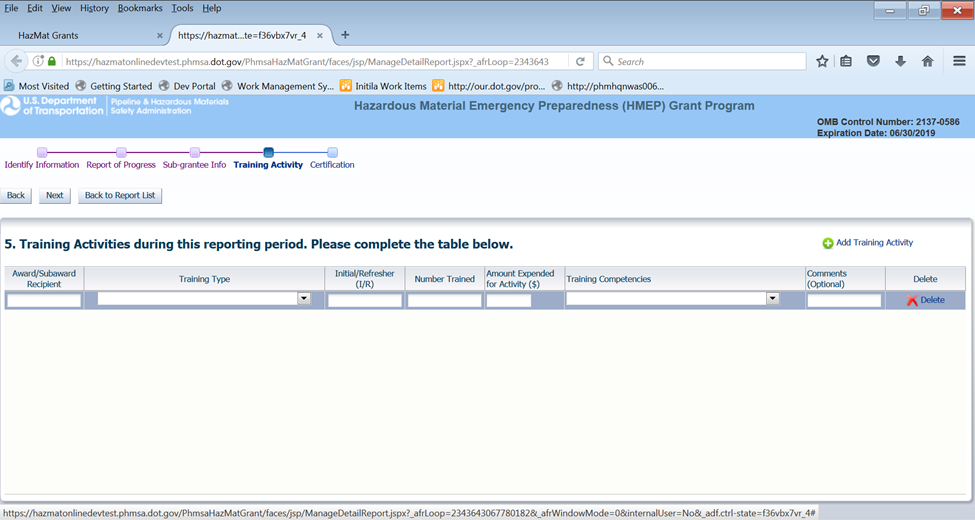 File Edit View History Bookmarks Tools Help
HazMat Grants × https://hazmat...te=f36vbx7vr_4 × +
https://hazmatonlinedevtest.phmsa.dot.gov/PhmsaHazMatGrant/faces/jsp/ManageDetailReport.jspx?_afrLoop=2343643 Search
Most Visited Getting Started Dev Portal Work Management Sy... Initila Work Items http://our.dot.gov/pro... http://phmhqnwas006...
U.S. Department of Transportation
Pipeline & Hazardous Materials Safety Administration
Hazardous Material Emergency Preparedness (HMEP) Grant Program
OMB Control Number: 2137-0586
Expiration Date: 06/30/2019
Identify Information Report of Progress Sub-grantee Info Training Activity Certification
Back Next Back to Report List
5. Training Activities during this reporting period. Please complete the table below.
Add Training Activity
Award/Subaward Recipient Training Type Initial/Refresher (I/R) Number Trained Amount Expended for Activity ($) Training Competencies Comments (Optional) Delete
Delete
https://hazmatonlinedevtest.phmsa.dot.gov/PhmsaHazMatGrant/faces/jsp/ManageDetailReport.jspx?_afrLoop=2343643067780182&_afrWindowMode=0&internalUser=No&_adf.ctrl-state=f36vbx7vr_4#